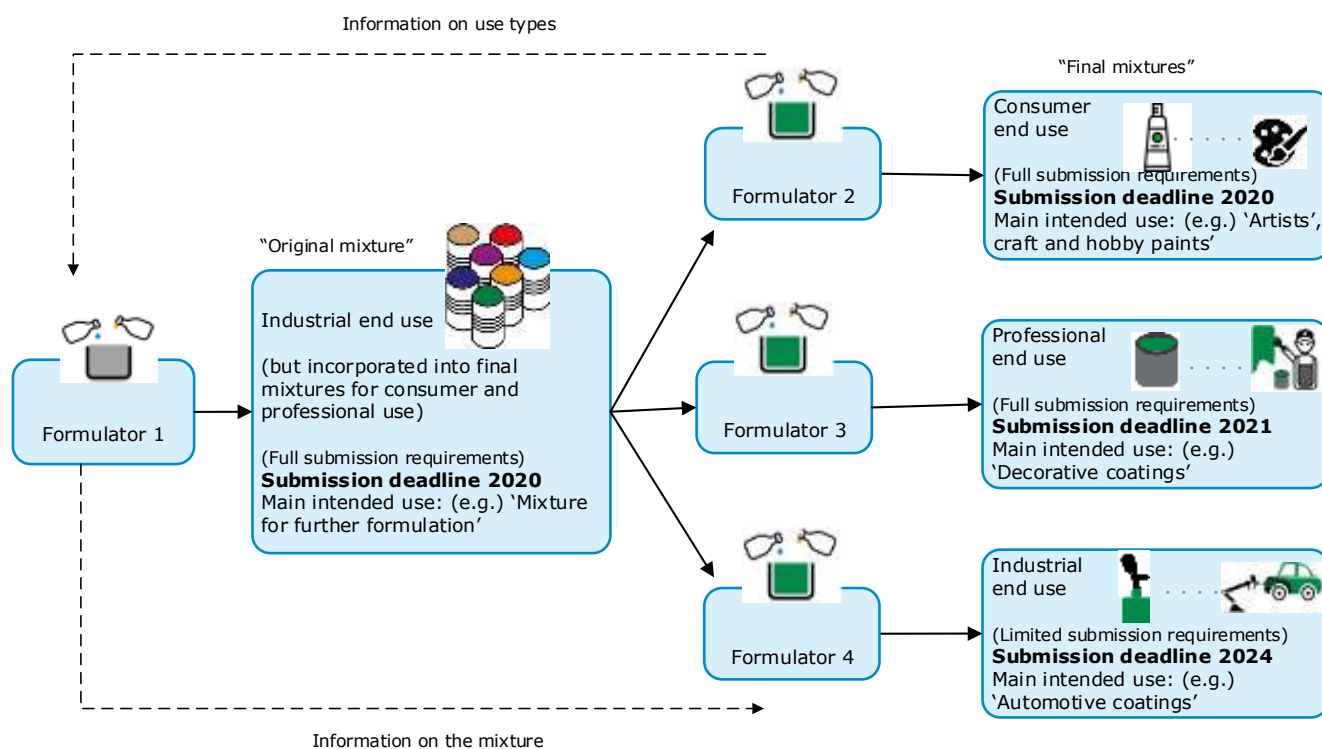 Information on use types
"Final mixtures"
Consumer
end use
(Full submission requirements)
Submission deadline 2020
Main intended use: (e.g.) ‘Artists’,
craft and hobby paints’
Formulator 2
"Original mixture"
Industrial end use
(but incorporated into final
mixtures for consumer and
professional use)
(Full submission requirements)
Submission deadline 2020
Main intended use: (e.g.) ‘Mixture
for further formulation’
Formulator 1
Formulator 3
Professional
end use
(Full submission requirements)
Submission deadline 2021
Main intended use: (e.g.)
‘Decorative coatings’
Formulator 4
Industrial
end use
(Limited submission requirements)
Submission deadline 2024
Main intended use: (e.g.)
‘Automotive coatings’
Information on the mixture